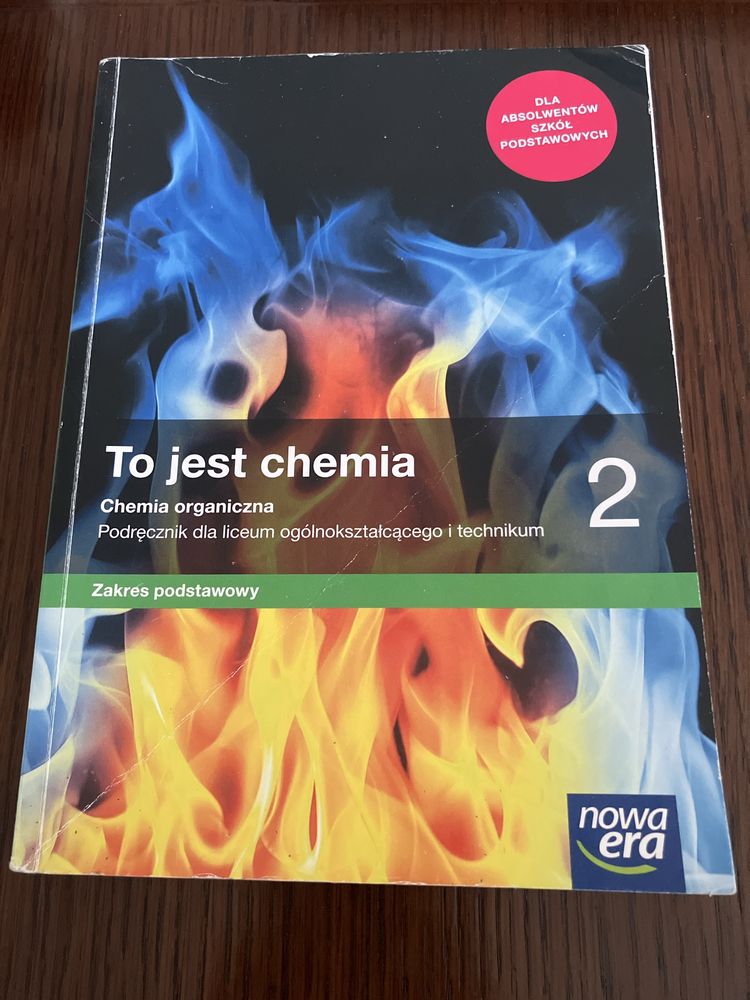 DLA
ABSOLWENTÓW
SZKÓŁ
PODSTAWOWYCH
To jest chemia
2
Chemia organiczna
Podręcznik dla liceum ogólnokształcącego i technikum
Zakres podstawowy
nowa
era